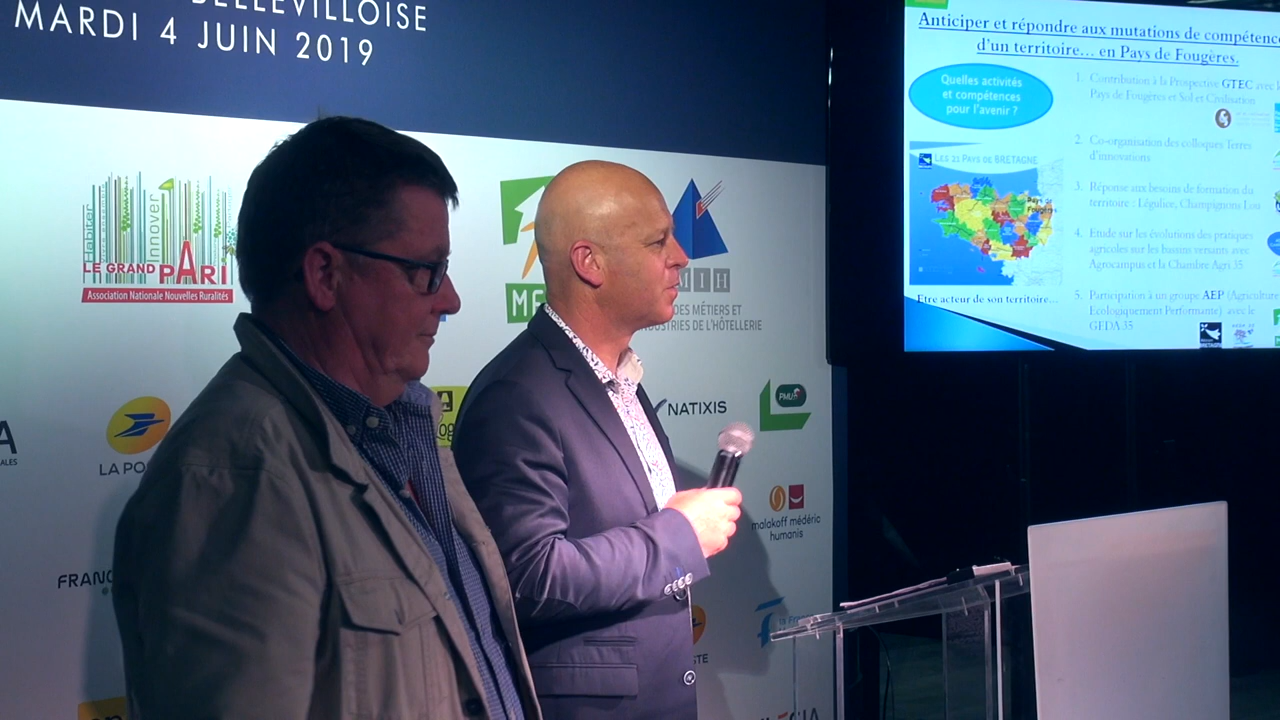 BELLEVILLOISE
MARDI 4 JUIN 2019
Habiter
Innover
LE GRAND PARI
Association Nationale Nouvelles Ruralités
DES MÉTIERS ET
INDUSTRIES DE L'HÔTELLERIE
NATIXIS
PMU
LA PO
malakoff médéric
humanis
FRANC
Anticiper et répondre aux mutations de compétenc
d'un territoire... en Pays de Fougères.
Quelles activités
et compétences
pour l'avenir ?
LES 21 PAYS DE BRETAGNE
Pays de
Fougères
Etre acteur de son territoire...
1. Contribution à la Prospective GTEC avec le
Pays de Fougères et Sol et Civilisation
2. Co-organisation des colloques Terres
d'innovations
3. Réponse aux besoins de formation du
territoire : Légulice, Champignons Lou
4. Etude sur les évolutions des pratiques
agricoles sur les bassins versants avec
Agrocampus et la Chambre Agri 35
5. Participation à un groupe AEP (Agriculture
Ecologiquement Performante) avec le
GEDA 35